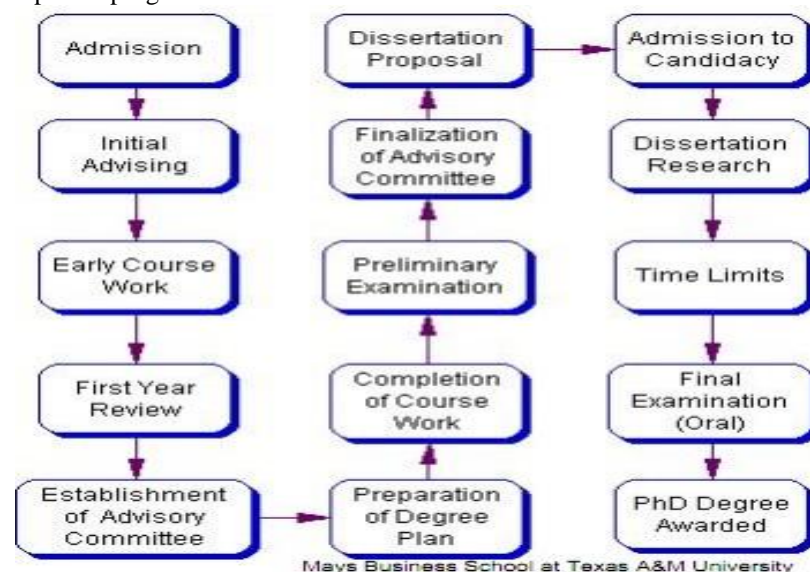 Admission
Initial
Advising
Early Course
Work
First Year
Review
Establishment
of Advisory
Committee
Preparation
of Degree
Plan
Completion
of Course
Work
Preliminary
Examination
Finalization
of Advisory
Committee
Dissertation
Proposal
Admission to
Candidacy
Dissertation
Research
Time Limits
Final
Examination
(Oral)
PhD Degree
Awarded
Mays Business School at Texas A&M University